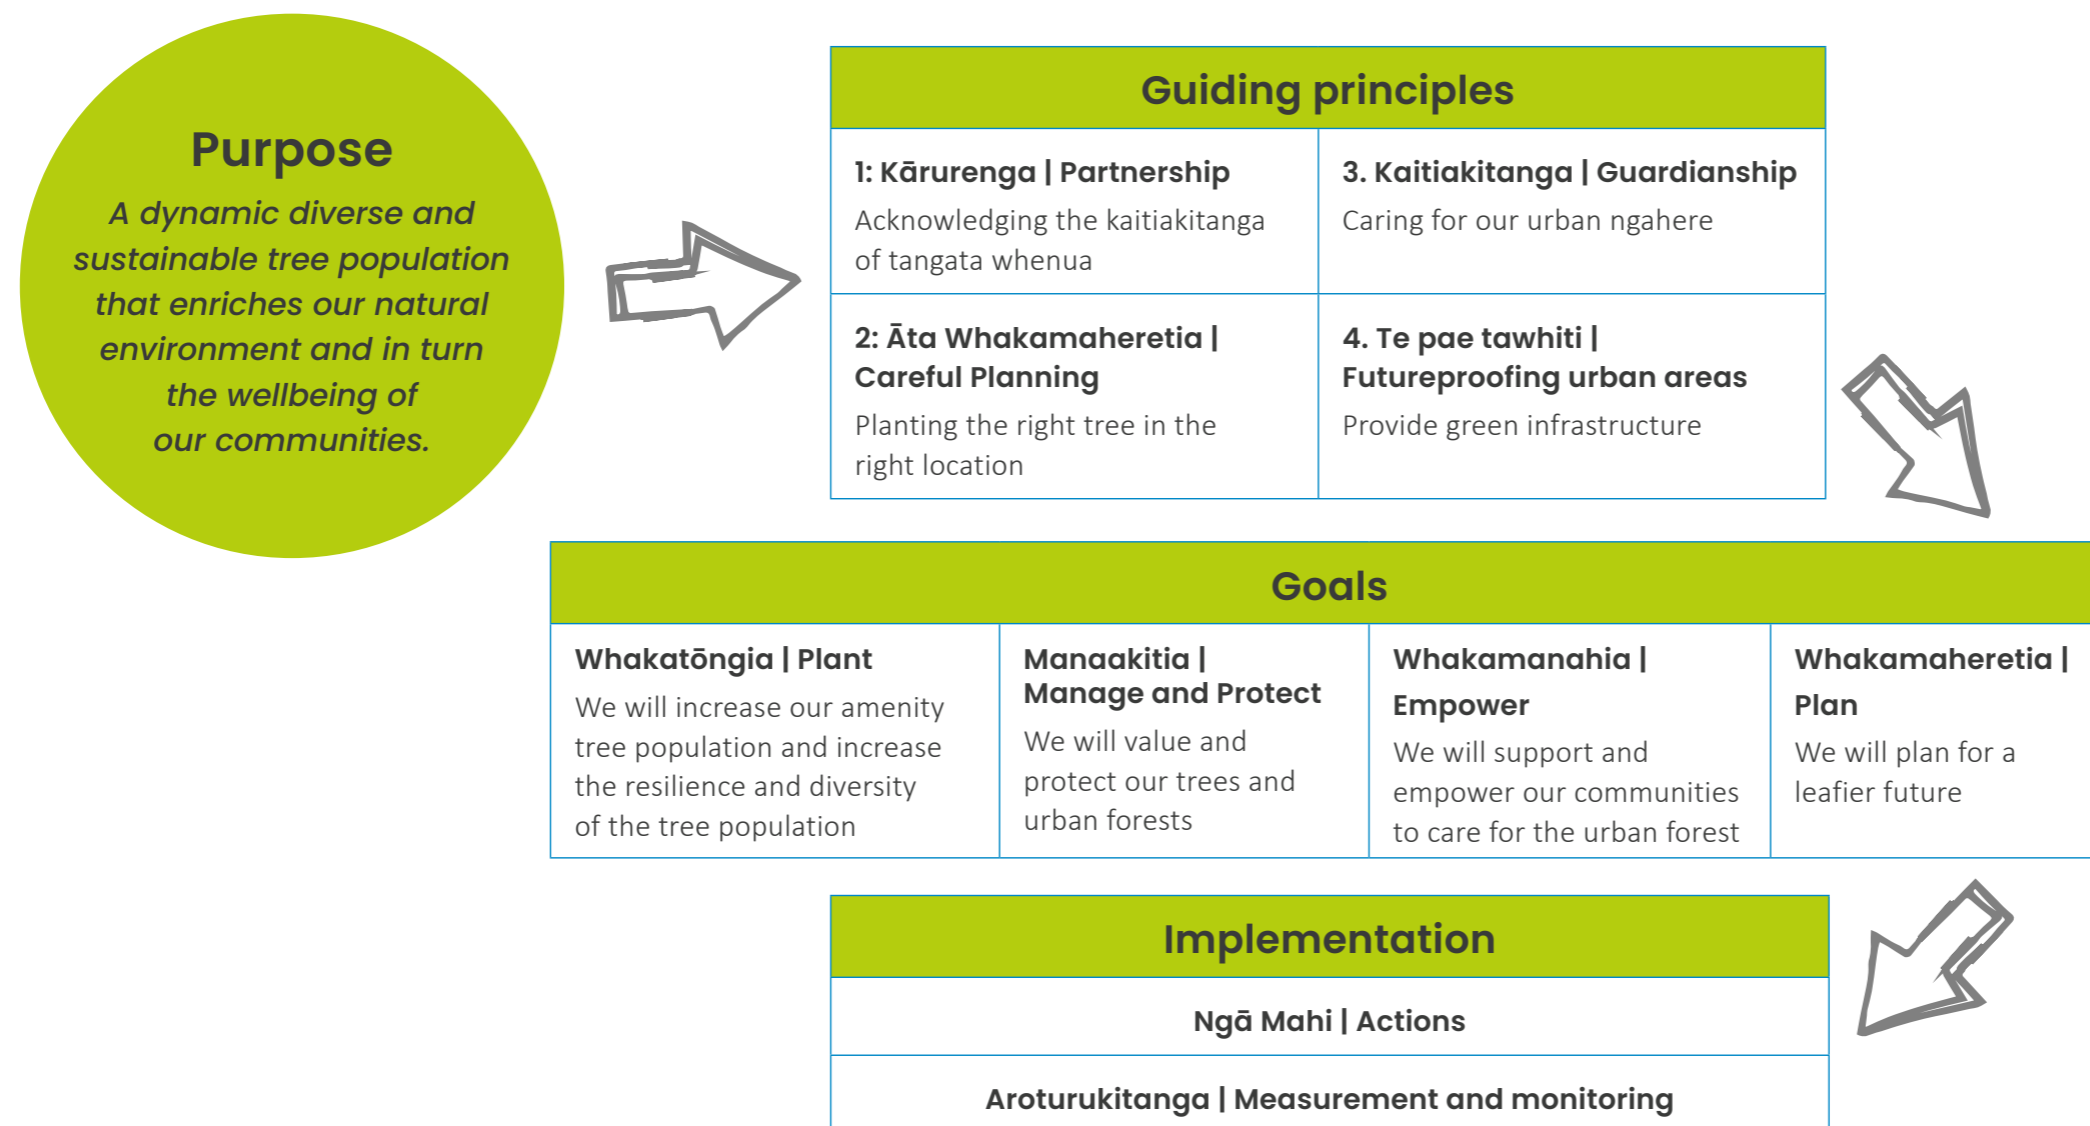 Purpose
A dynamic diverse and
sustainable tree population
that enriches our natural
environment and in turn
the wellbeing of
our communities.
Guiding principles
1: Kārurenga | Partnership
Acknowledging the kaitiakitanga
of tangata whenua
3. Kaitiakitanga | Guardianship
Caring for our urban ngahere
2: Āta Whakamaheretia |
Careful Planning
Planting the right tree in the
right location
4. Te pae tawhiti |
Futureproofing urban areas
Provide green infrastructure
Goals
Whakatōngia | Plant
We will increase our amenity
tree population and increase
the resilience and diversity
of the tree population
Manaakitia |
Manage and Protect
We will value and
protect our trees and
urban forests
Whakamanahia |
Empower
We will support and
empower our communities
to care for the urban forest
Whakamaheretia |
Plan
We will plan for a
leafier future
Implementation
Ngā Mahi | Actions
Aroturukitanga | Measurement and monitoring